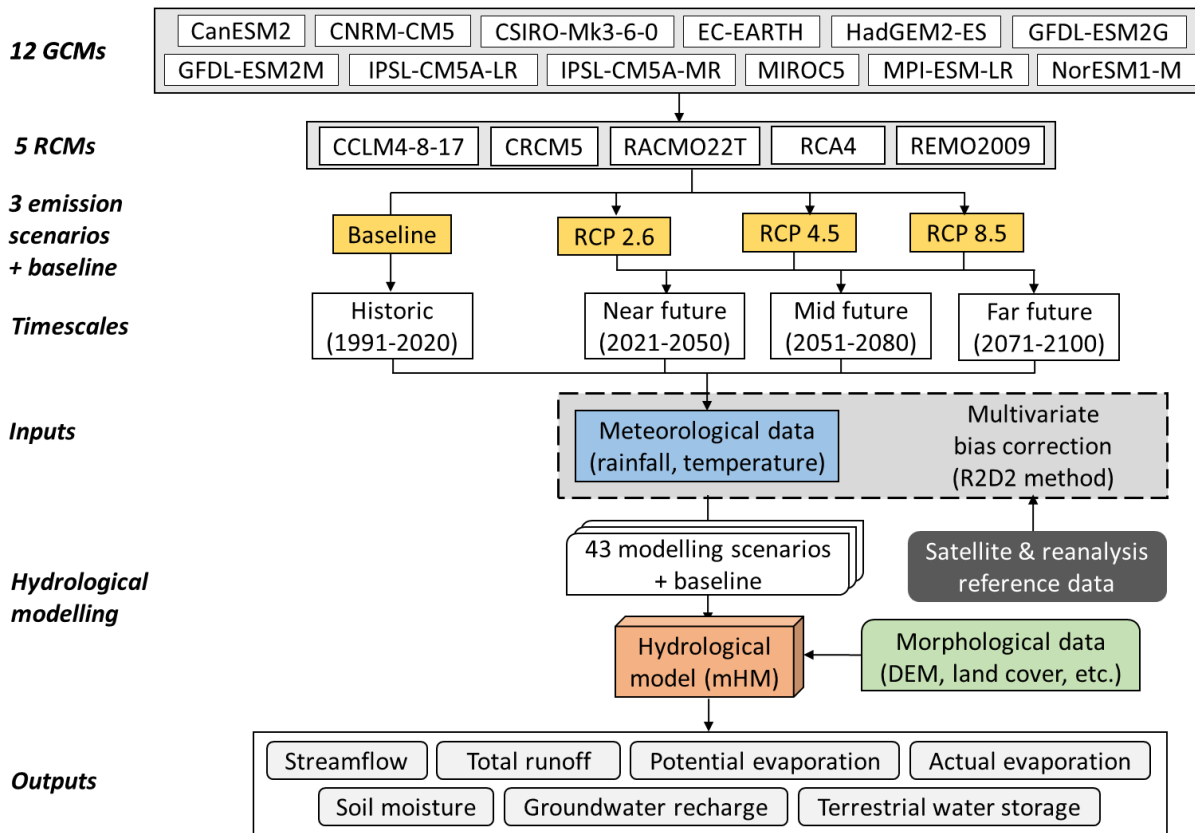 12 GCMs
CanESM2 CNRM-CM5 CSIRO-Mk3-6-0 EC-EARTH HadGEM2-ES GFDL-ESM2G
GFDL-ESM2M IPSL-CM5A-LR IPSL-CM5A-MR MIROC5 MPI-ESM-LR NorESM1-M
5 RCMs
CCLM4-8-17 CRCM5 RACMO22T RCA4 REMO2009
3 emission
scenarios
+ baseline
Baseline RCP 2.6 RCP 4.5 RCP 8.5
Timescales
Historic
(1991-2020)
Near future
(2021-2050)
Mid future
(2051-2080)
Far future
(2071-2100)
Inputs
Meteorological data
(rainfall, temperature)
Multivariate
bias correction
(R2D2 method)
Hydrological
modelling
43 modelling scenarios
+ baseline
Satellite & reanalysis
reference data
Hydrological
model (mHM)
Morphological data
(DEM, land cover, etc.)
Outputs
Streamflow Total runoff Potential evaporation Actual evaporation
Soil moisture Groundwater recharge Terrestrial water storage